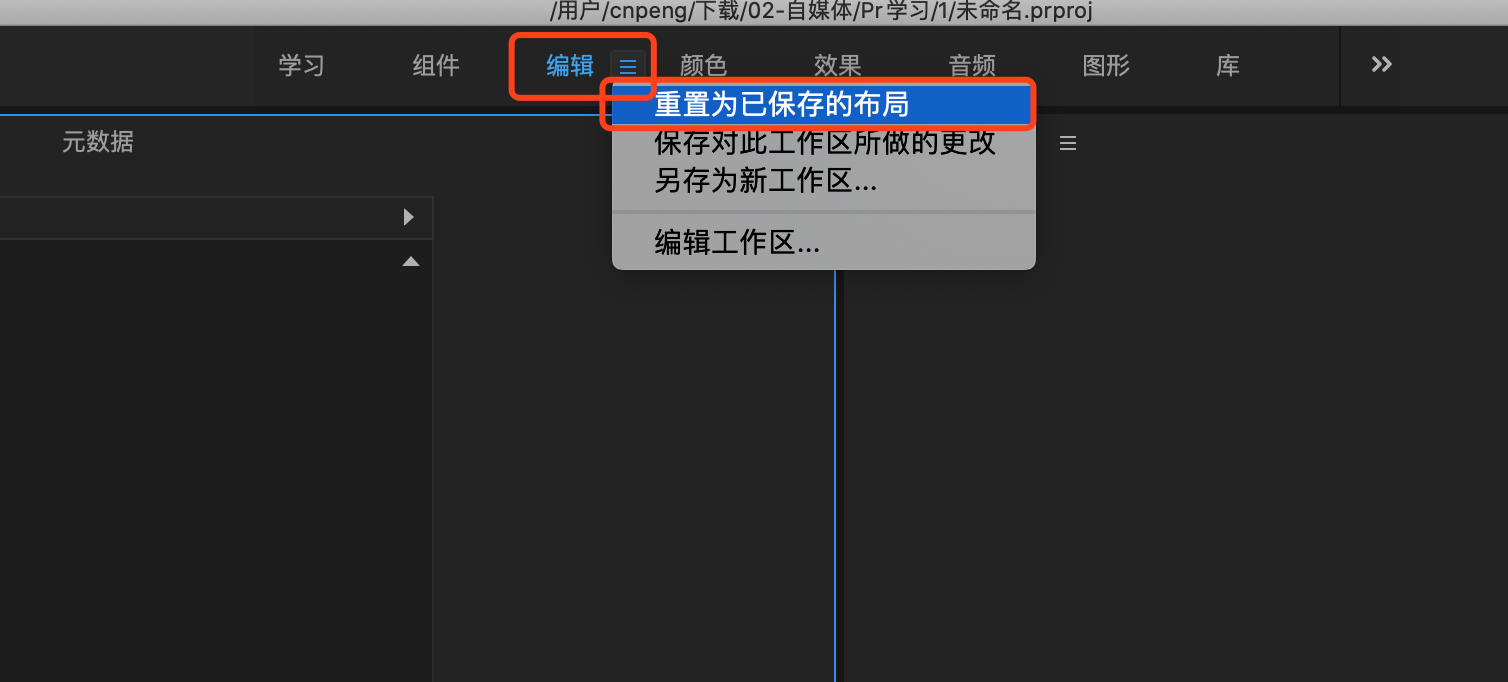 /用户/cnpeng/下载/02-自媒体/Pr学习/1/未命名.prproj
学习 组件 编辑 颜色 效果 音频 图形 库
重置为已保存的布局
元数据
保存对此工作区所做的更改
另存为新工作区...
编辑工作区...